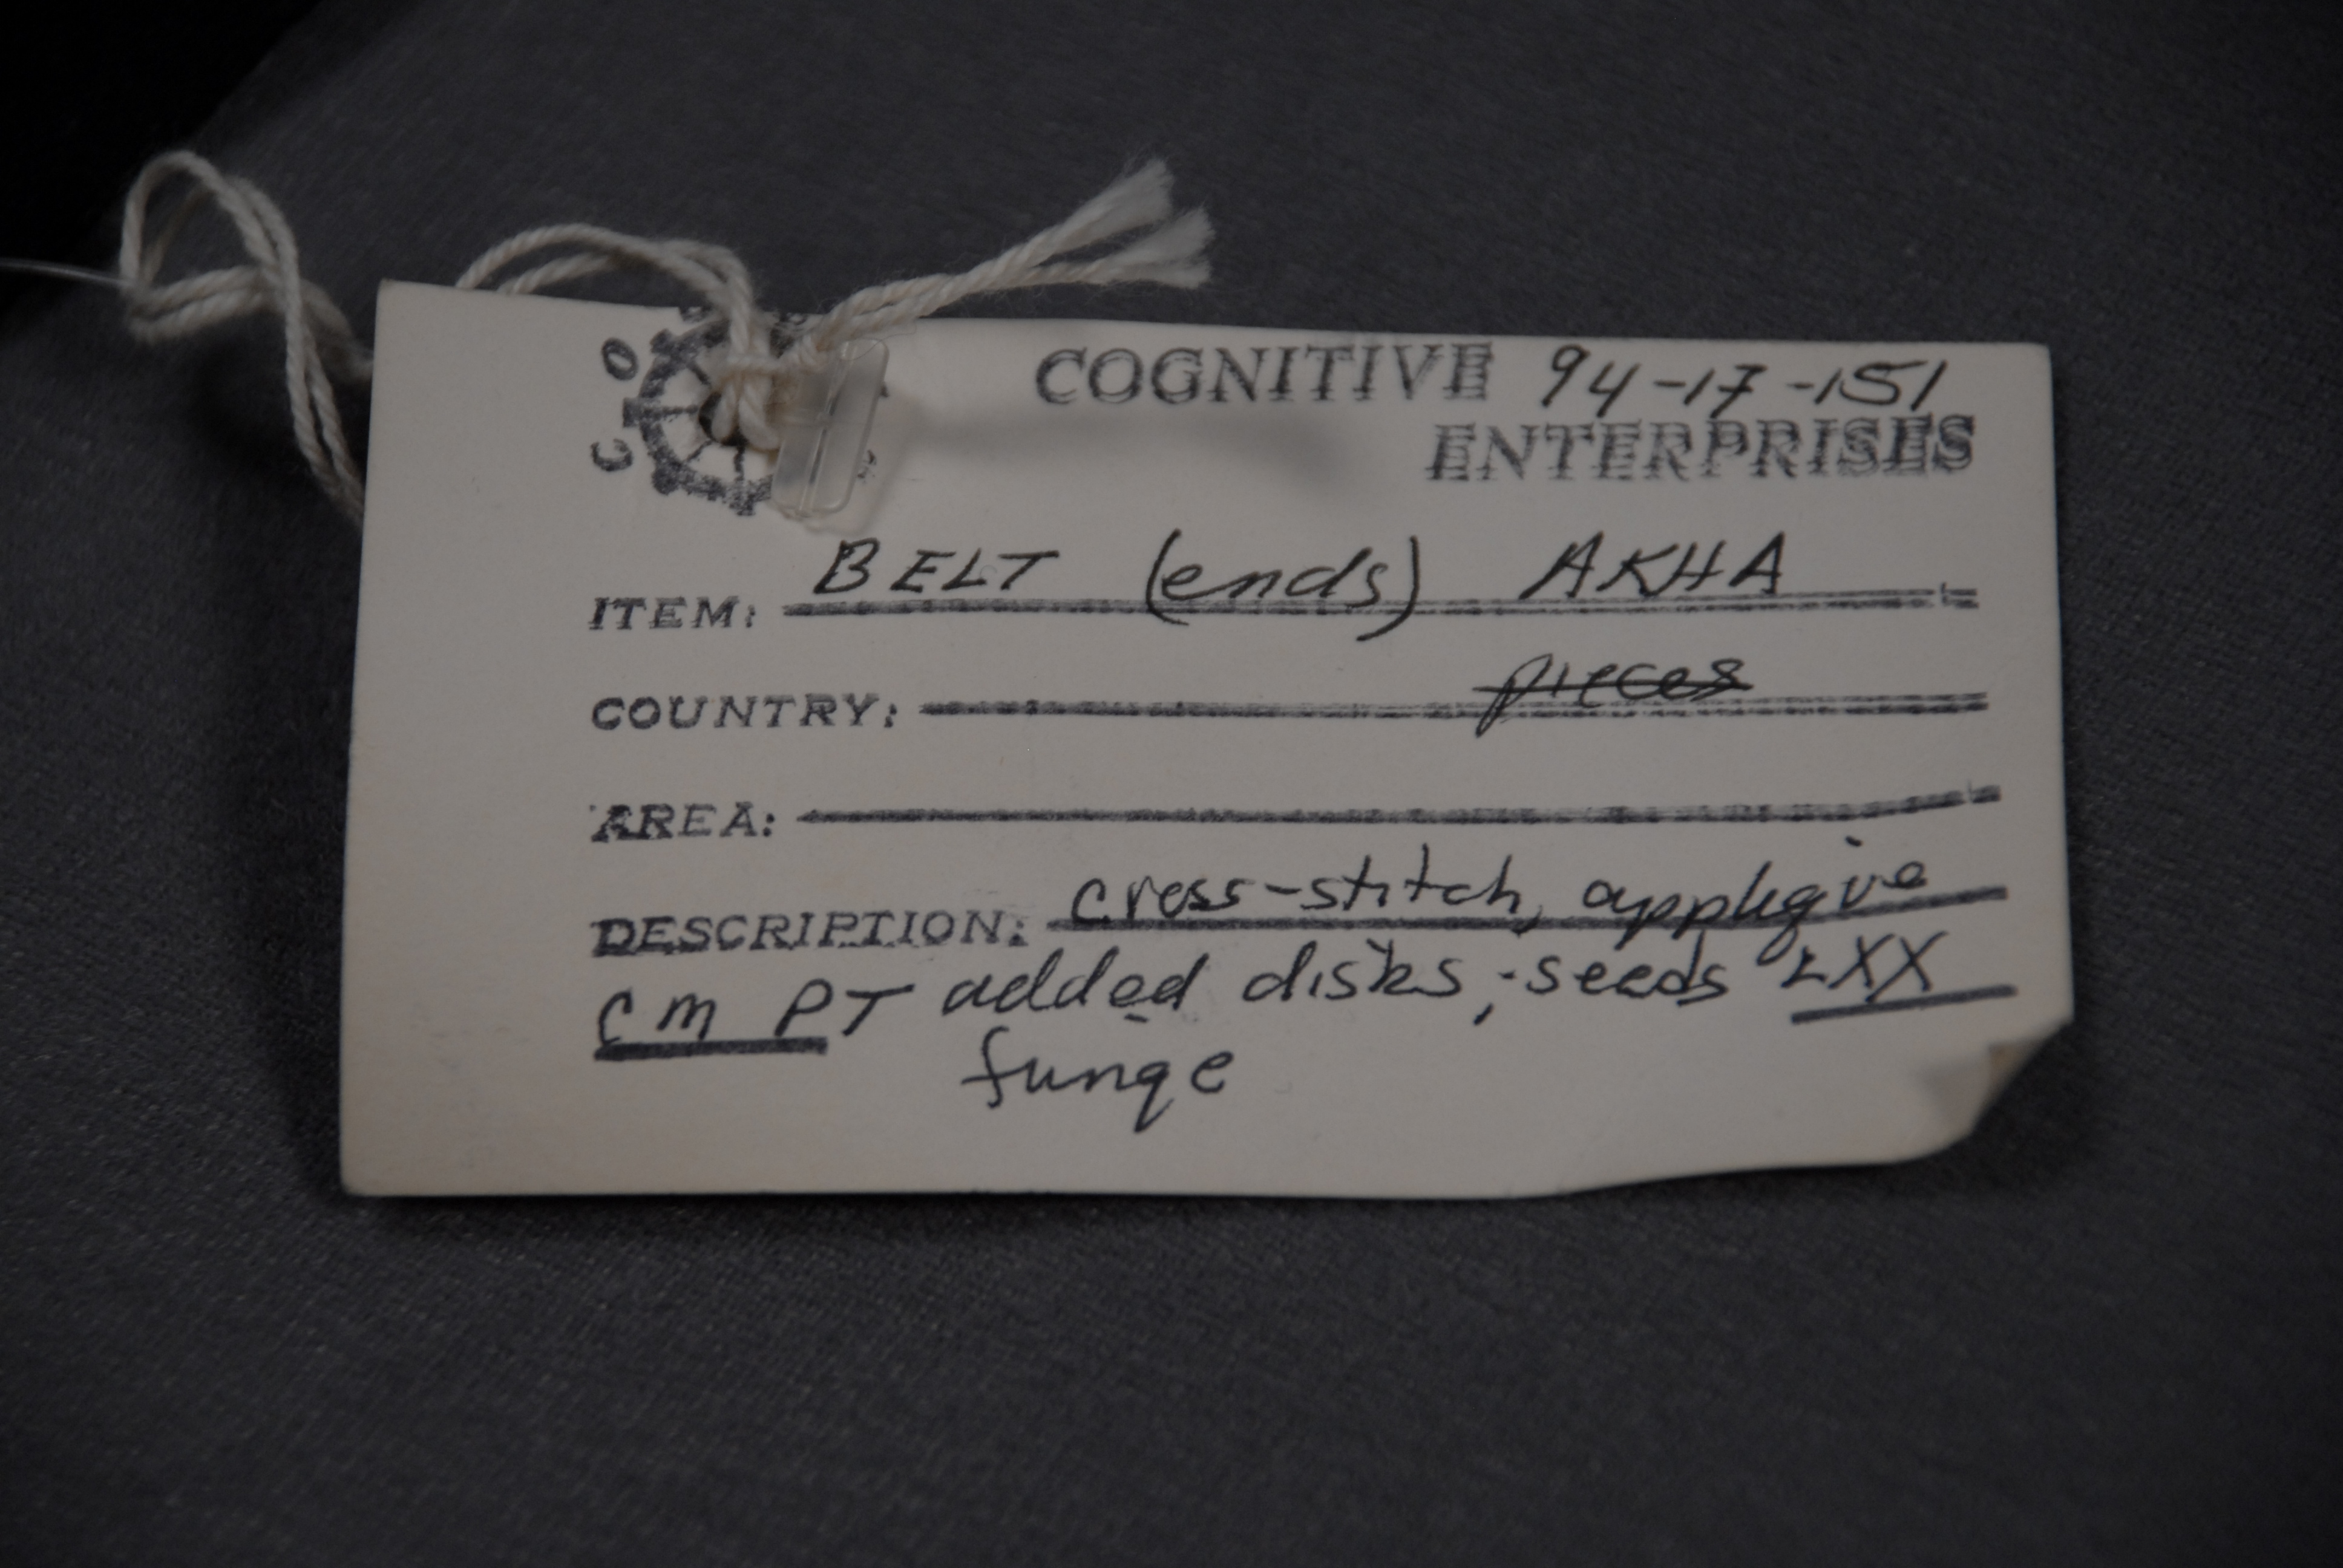 COGNITIVE 94-17-151
ENTERPRISES
ITEM: BELT (ends) AKHA
COUNTRY: pieces
AREA:
DESCRIPTION: cross-stitch, applique
cm PT added disks, seeds LXX
funge